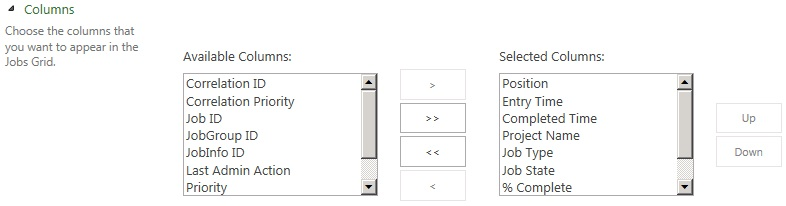 Columns
Choose the columns that
you want to appear in the
Jobs Grid.
Available Columns:
Correlation ID
Correlation Priority
Job ID
JobGroup ID
JobInfo ID
Last Admin Action
Priority
>
>>
<<
<
Selected Columns:
Position
Entry Time
Completed Time
Project Name
Job Type
Job State
% Complete
Up
Down